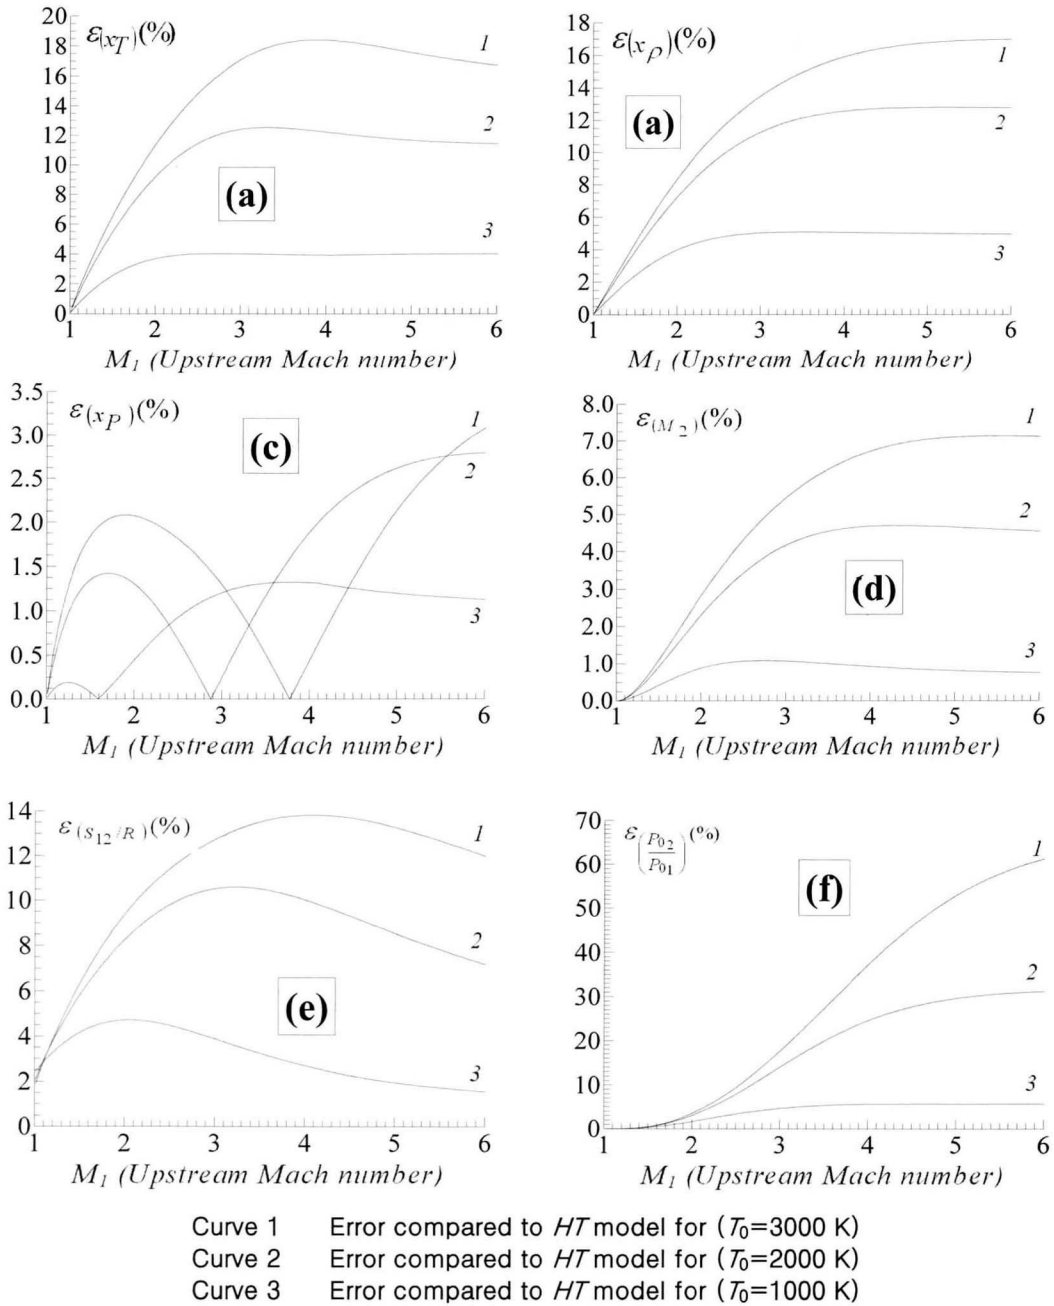 20
18
16
14
12
10
8
6
4
2
0
ε(x_T)(%)
1
2
3
(a)
1 2 3 4 5 6
M₁ (Upstream Mach number)
18
16
14
12
10
8
6
4
2
0
ε(x_ρ)(%)
1
2
3
(a)
1 2 3 4 5 6
M₁ (Upstream Mach number)
3.5
3.0
2.5
2.0
1.5
1.0
0.5
0.0
ε(x_P)(%)
(c)
1
2
3
1 2 3 4 5 6
M₁ (Upstream Mach number)
8.0
7.0
6.0
5.0
4.0
3.0
2.0
1.0
0.0
ε(M₂)(%)
1
2
(d)
3
1 2 3 4 5 6
M₁ (Upstream Mach number)
14
12
10
8
6
4
2
0
ε(S₁₂/R)(%)
1
2
(e)
3
1 2 3 4 5 6
M₁ (Upstream Mach number)
70
60
50
40
30
20
10
0
ε(P₀₂/P₀₁)(%)
1
(f)
2
3
1 2 3 4 5 6
M₁ (Upstream Mach number)
Curve 1 Error compared to HT model for (T₀=3000 K)
Curve 2 Error compared to HT model for (T₀=2000 K)
Curve 3 Error compared to HT model for (T₀=1000 K)